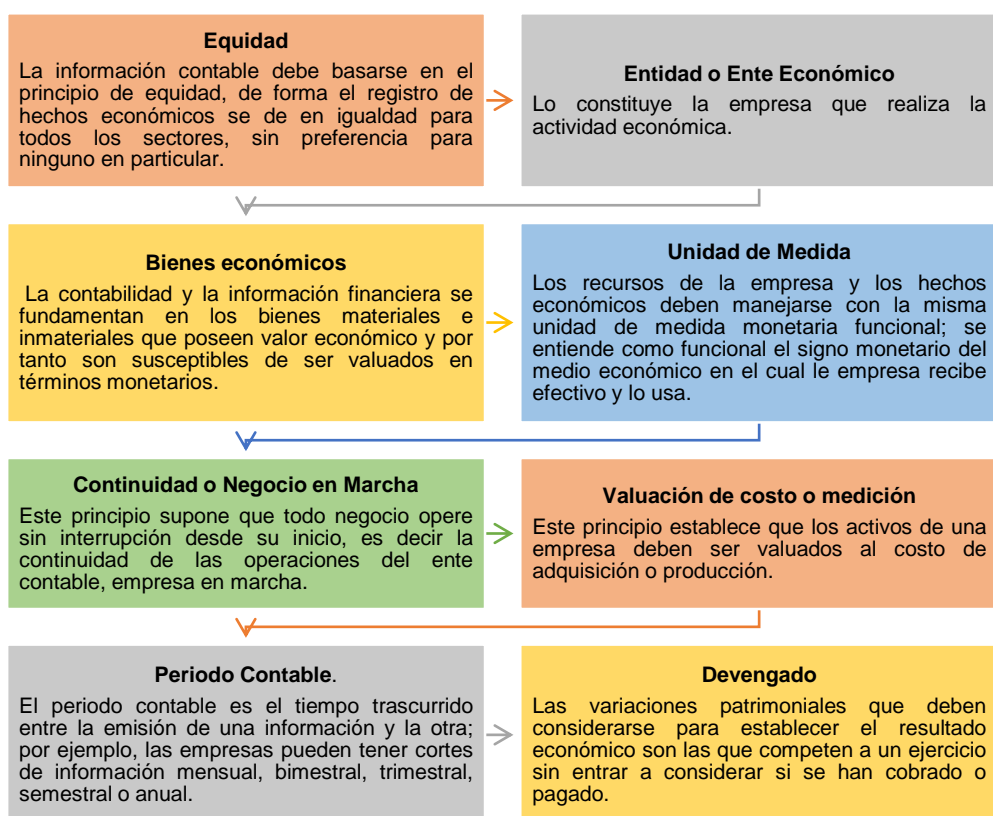 Equidad
La información contable debe basarse en el
principio de equidad, de forma el registro de
hechos económicos se de en igualdad para
todos los sectores, sin preferencia para
ninguno en particular.
Entidad o Ente Económico
Lo constituye la empresa que realiza la
actividad económica.
Bienes económicos
La contabilidad y la información financiera se
fundamentan en los bienes materiales e
inmateriales que poseen valor económico y por
tanto son susceptibles de ser valuados en
términos monetarios.
Unidad de Medida
Los recursos de la empresa y los hechos
económicos deben manejarse con la misma
unidad de medida monetaria funcional; se
entiende como funcional el signo monetario del
medio económico en el cual le empresa recibe
efectivo y lo usa.
Continuidad o Negocio en Marcha
Este principio supone que todo negocio opere
sin interrupción desde su inicio, es decir la
continuidad de las operaciones del ente
contable, empresa en marcha.
Valuación de costo o medición
Este principio establece que los activos de una
empresa deben ser valuados al costo de
adquisición o producción.
Periodo Contable.
El periodo contable es el tiempo trascurrido
entre la emisión de una información y la otra;
por ejemplo, las empresas pueden tener cortes
de información mensual, bimestral, trimestral,
semestral o anual.
Devengado
Las variaciones patrimoniales que deben
considerarse para establecer el resultado
económico son las que competen a un ejercicio
sin entrar a considerar si se han cobrado o
pagado.